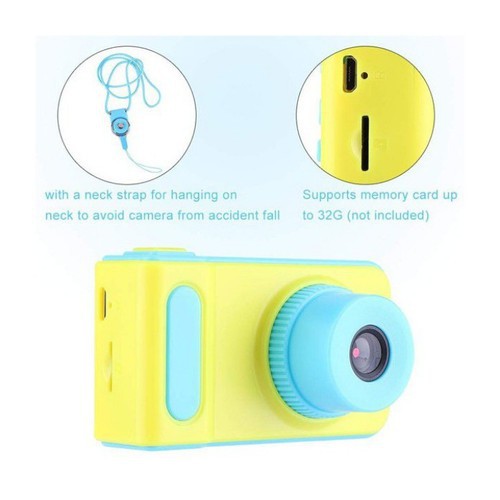 with a neck strap for hanging on
neck to avoid camera from accident fall
Supports memory card up
to 32G (not included)